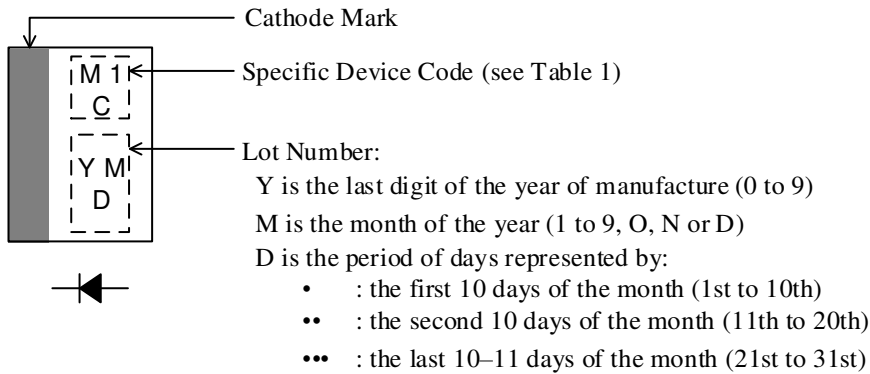 Cathode Mark
M 1
C
Specific Device Code (see Table 1)
Y M
D
Lot Number:
Y is the last digit of the year of manufacture (0 to 9)
M is the month of the year (1 to 9, O, N or D)
D is the period of days represented by:
• : the first 10 days of the month (1st to 10th)
•• : the second 10 days of the month (11th to 20th)
••• : the last 10–11 days of the month (21st to 31st)